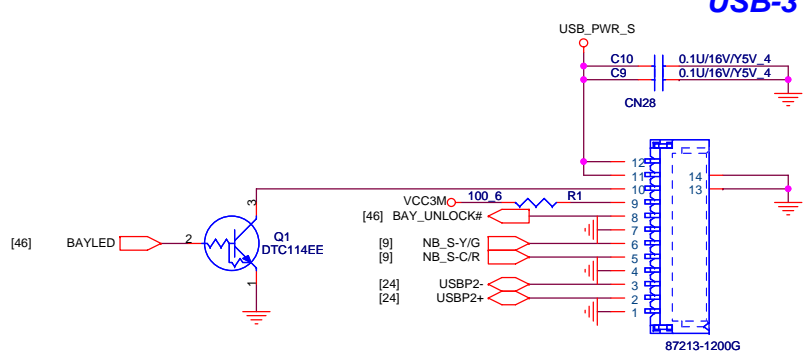 USB-3
USB_PWR_S
C10 0.1U/16V/Y5V_4
C9 0.1U/16V/Y5V_4
CN28
12
11
10
9
8
7
6
5
4
3
2
1
14
13
VCC3M 100_6 R1
[46] BAY_UNLOCK#
[9] NB_S-Y/G
[9] NB_S-C/R
[24] USBP2-
[24] USBP2+
[46] BAYLED
2
3
1
Q1
DTC114EE
87213-1200G